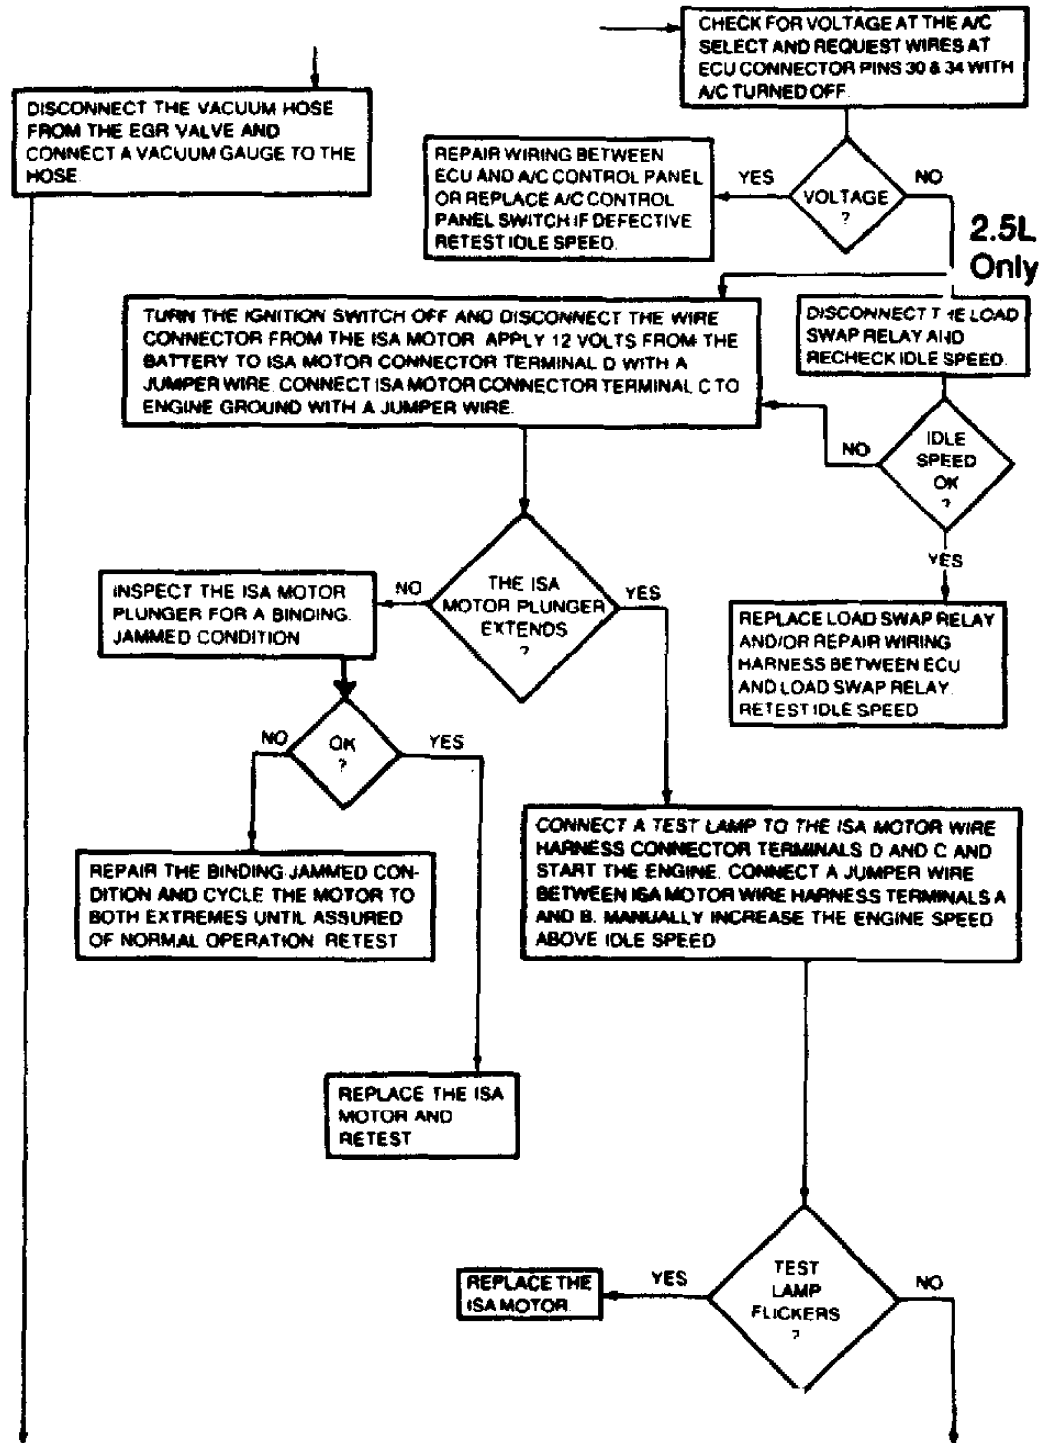 CHECK FOR VOLTAGE AT THE A/C
SELECT AND REQUEST WIRES AT
ECU CONNECTOR PINS 30 & 34 WITH
A/C TURNED OFF.
DISCONNECT THE VACUUM HOSE
FROM THE EGR VALVE AND
CONNECT A VACUUM GAUGE TO THE
HOSE.
REPAIR WIRING BETWEEN
ECU AND A/C CONTROL PANEL
OR REPLACE A/C CONTROL
PANEL SWITCH IF DEFECTIVE
RETEST IDLE SPEED.
YES
VOLTAGE
?
NO
2.5L
Only
TURN THE IGNITION SWITCH OFF AND DISCONNECT THE WIRE
CONNECTOR FROM THE ISA MOTOR APPLY 12 VOLTS FROM THE
BATTERY TO ISA MOTOR CONNECTOR TERMINAL D WITH A
JUMPER WIRE. CONNECT ISA MOTOR CONNECTOR TERMINAL C TO
ENGINE GROUND WITH A JUMPER WIRE.
DISCONNECT THE LOAD
SWAP RELAY AND
RECHECK IDLE SPEED.
NO
IDLE
SPEED
OK
?
YES
INSPECT THE ISA MOTOR
PLUNGER FOR A BINDING.
JAMMED CONDITION
NO
THE ISA
MOTOR PLUNGER
EXTENDS
?
YES
REPLACE LOAD SWAP RELAY
AND/OR REPAIR WIRING
HARNESS BETWEEN ECU
AND LOAD SWAP RELAY.
RETEST IDLE SPEED
NO
OK
?
YES
CONNECT A TEST LAMP TO THE ISA MOTOR WIRE
HARNESS CONNECTOR TERMINALS D AND C AND
START THE ENGINE. CONNECT A JUMPER WIRE
BETWEEN ISA MOTOR WIRE HARNESS TERMINALS A
AND B. MANUALLY INCREASE THE ENGINE SPEED
ABOVE IDLE SPEED
REPAIR THE BINDING JAMMED CON-
DITION AND CYCLE THE MOTOR TO
BOTH EXTREMES UNTIL ASSURED
OF NORMAL OPERATION RETEST
REPLACE THE ISA
MOTOR AND
RETEST
REPLACE THE
ISA MOTOR.
YES
TEST
LAMP
FLICKERS
?
NO